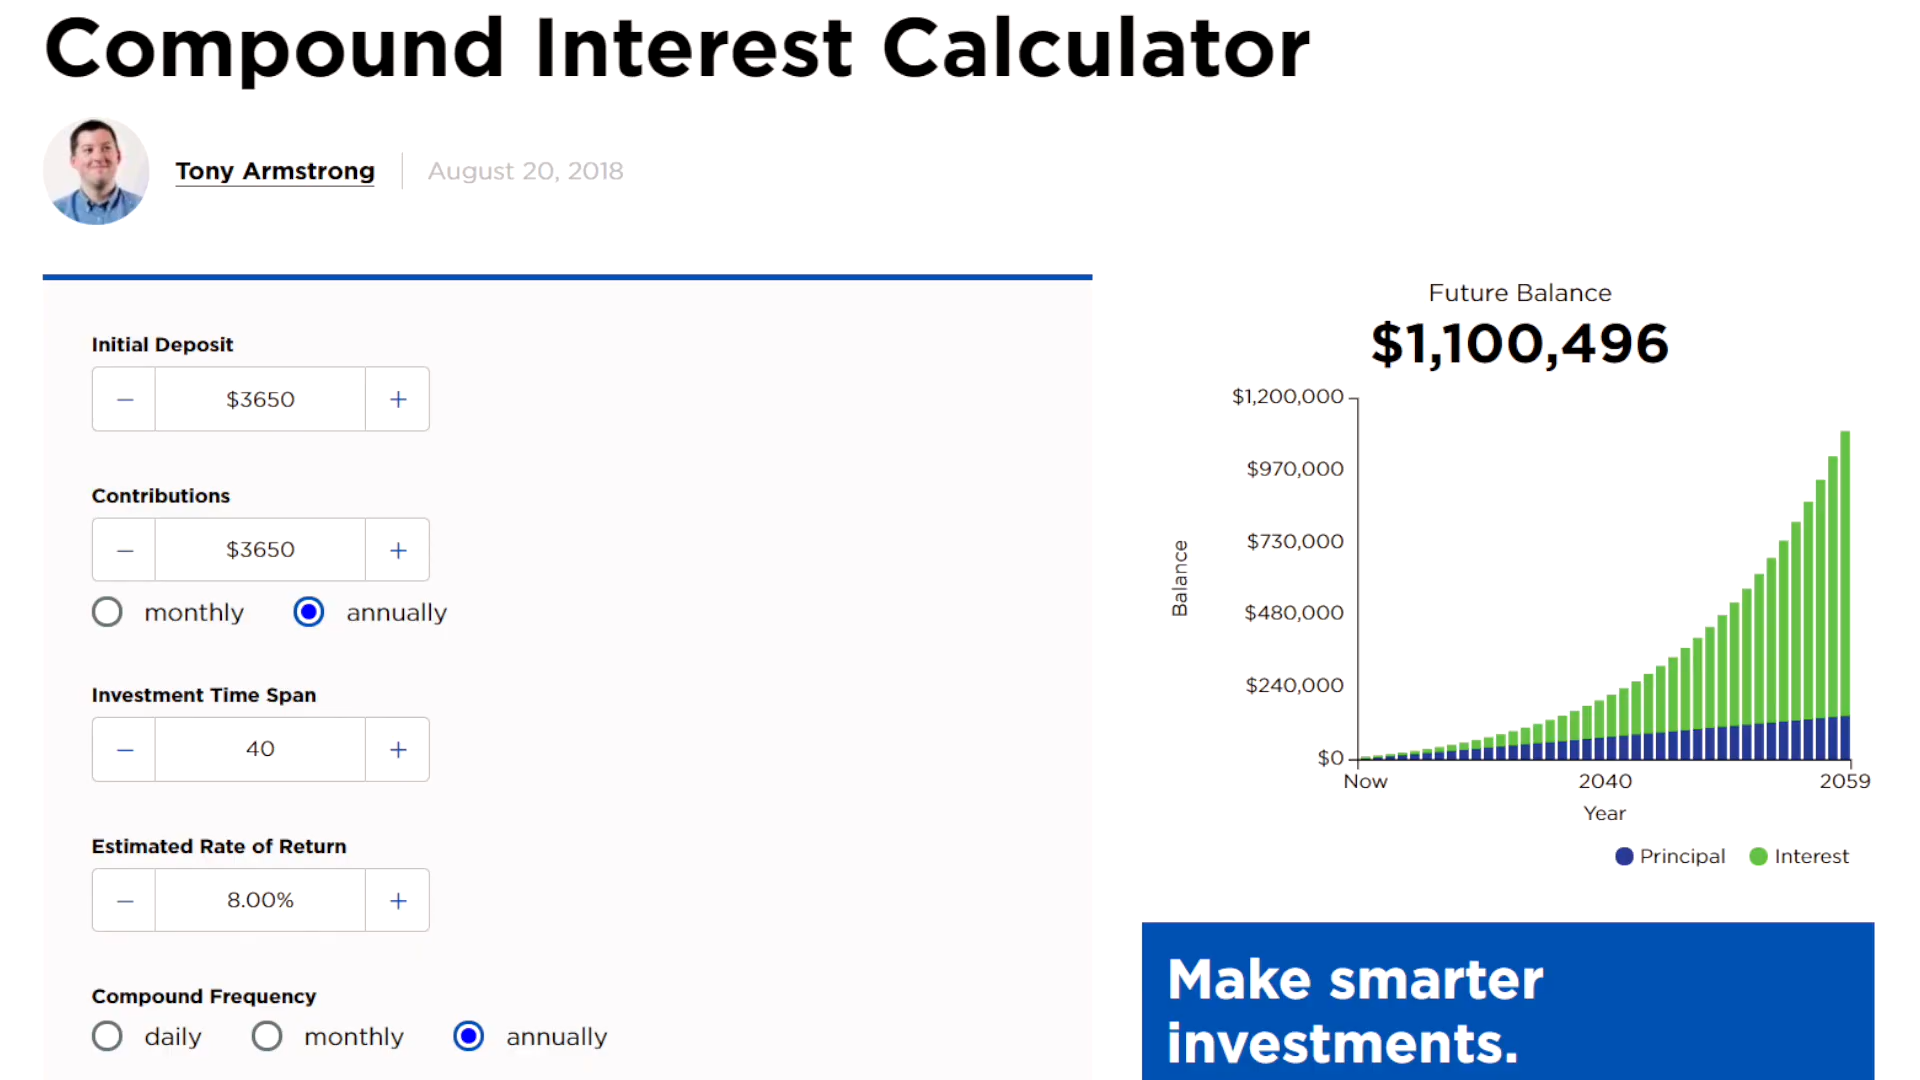 Compound Interest Calculator
Tony Armstrong
August 20, 2018
Initial Deposit
– $3650 +
Contributions
– $3650 +
monthly annually
Investment Time Span
– 40 +
Estimated Rate of Return
– 8.00% +
Compound Frequency
daily monthly annually
Future Balance
$1,100,496
$1,200,000
$970,000
$730,000
$480,000
$240,000
$0
Balance
Now 2040 2059
Year
Principal Interest
Make smarter
investments.